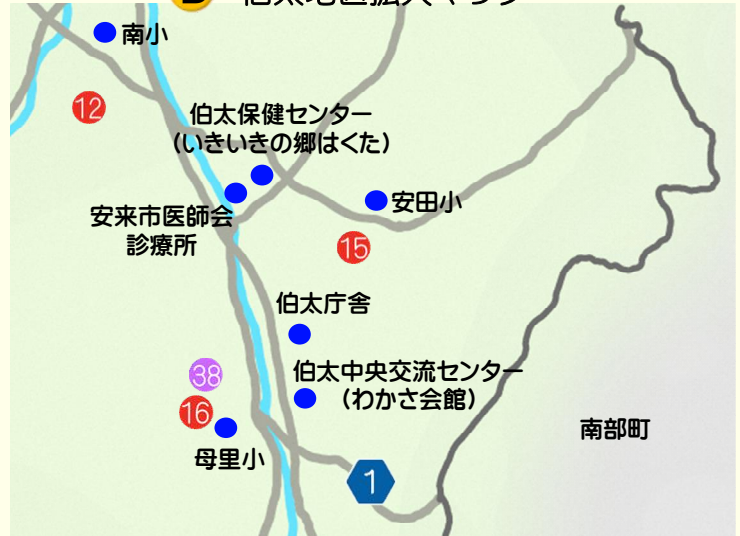 南小
12
伯太保健センター
(いきいきの郷はくた)
安田小
安来市医師会
診療所
15
伯太庁舎
38
伯太中央交流センター
(わかさ会館)
16
南部町
母里小
1